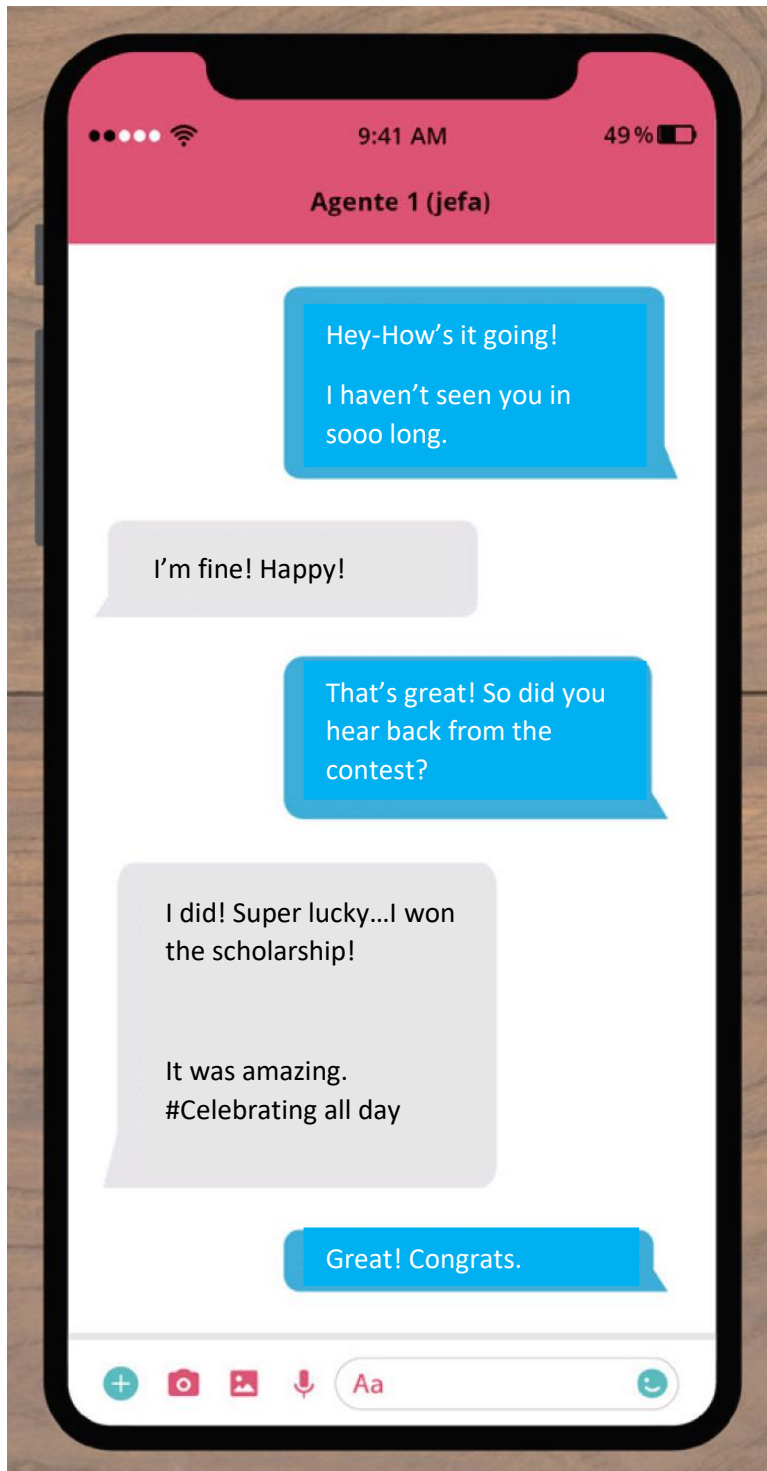 9:41 AM 49%
Agente 1 (jefa)
Hey-How’s it going!
I haven’t seen you in
sooo long.
I’m fine! Happy!
That’s great! So did you
hear back from the
contest?
I did! Super lucky…I won
the scholarship!
It was amazing.
#Celebrating all day
Great! Congrats.
Aa